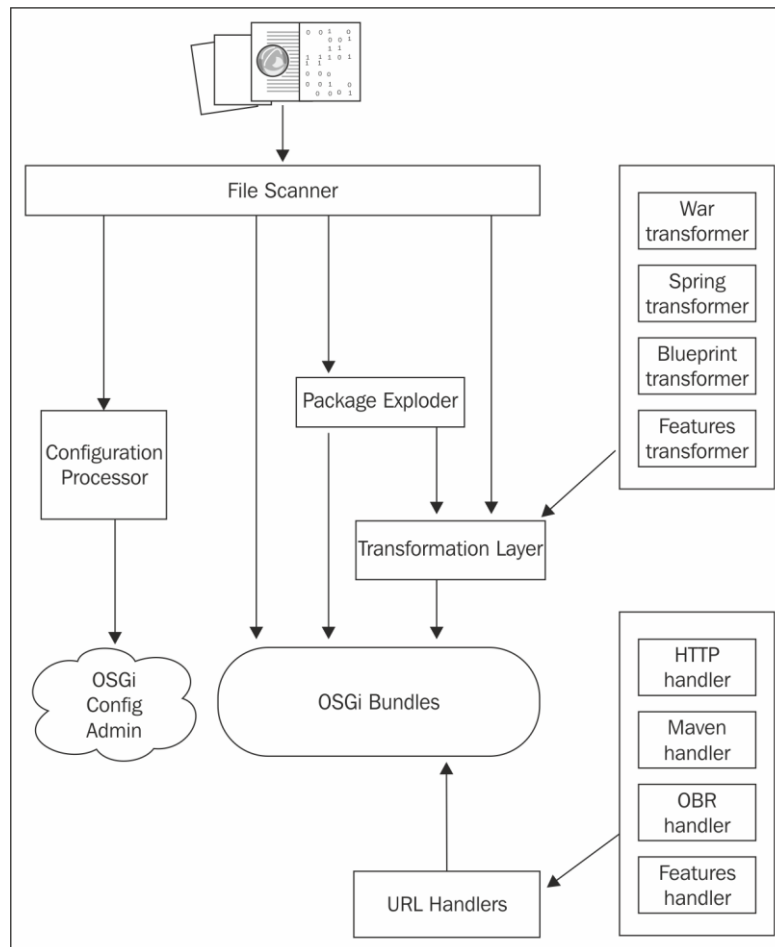 File Scanner
War
transformer
Spring
transformer
Blueprint
transformer
Features
transformer
Package Exploder
Configuration
Processor
Transformation Layer
OSGi
Config
Admin
OSGi Bundles
HTTP
handler
Maven
handler
OBR
handler
Features
handler
URL Handlers